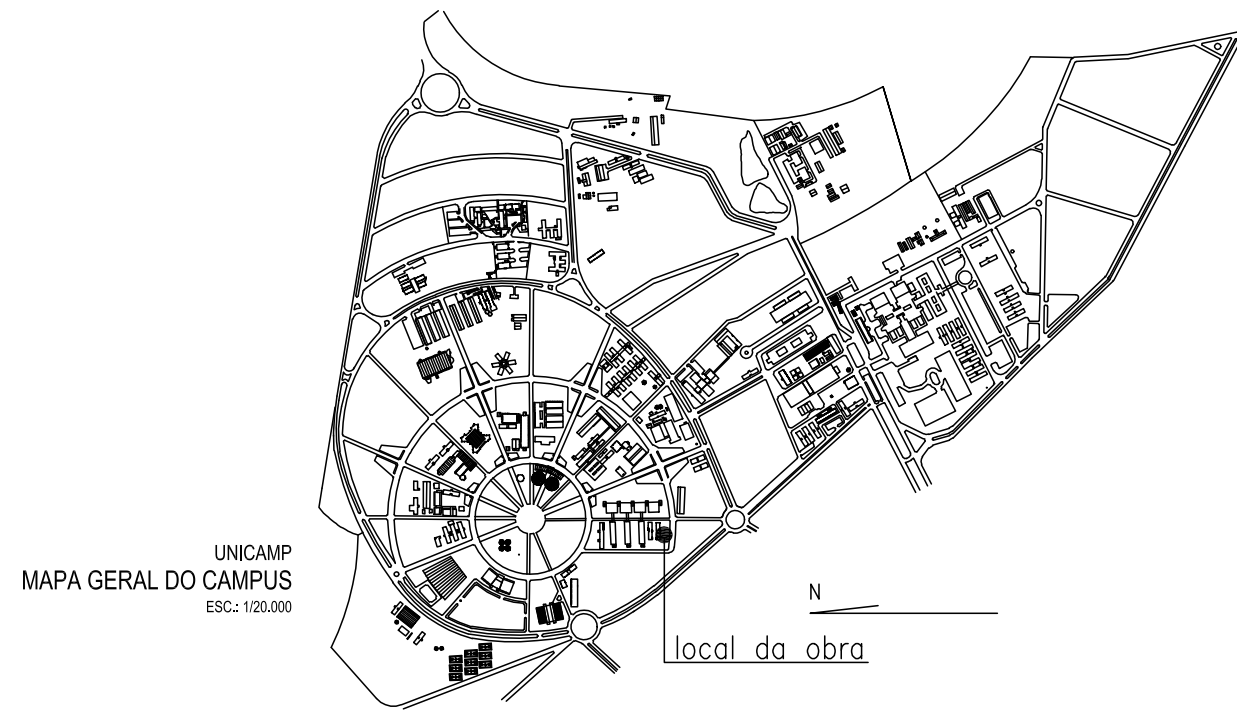 UNICAMP
MAPA GERAL DO CAMPUS
ESC.: 1/20.000
N
local da obra